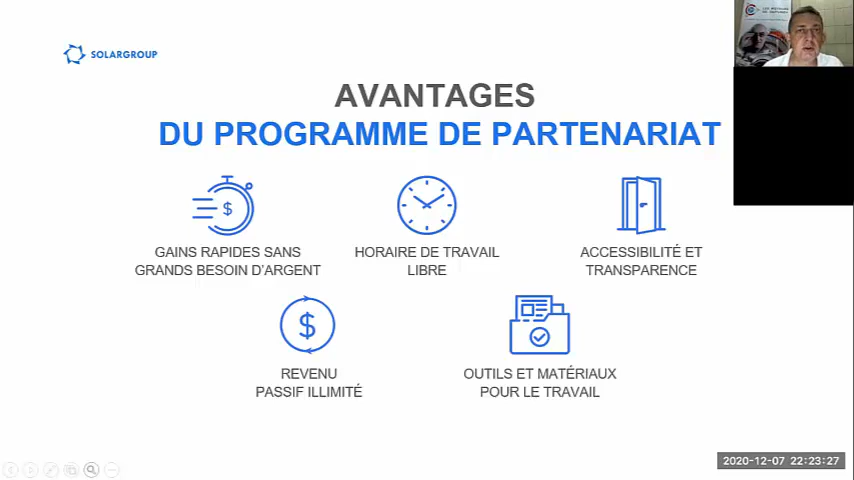 SOLARGROUP
AVANTAGES
DU PROGRAMME DE PARTENARIAT
$
GAINS RAPIDES SANS
GRANDS BESOIN D'ARGENT
HORAIRE DE TRAVAIL
LIBRE
ACCESSIBILITÉ ET
TRANSPARENCE
$
REVENU
PASSIF ILLIMITÉ
OUTILS ET MATÉRIAUX
POUR LE TRAVAIL
2020-12-07 22:23:27